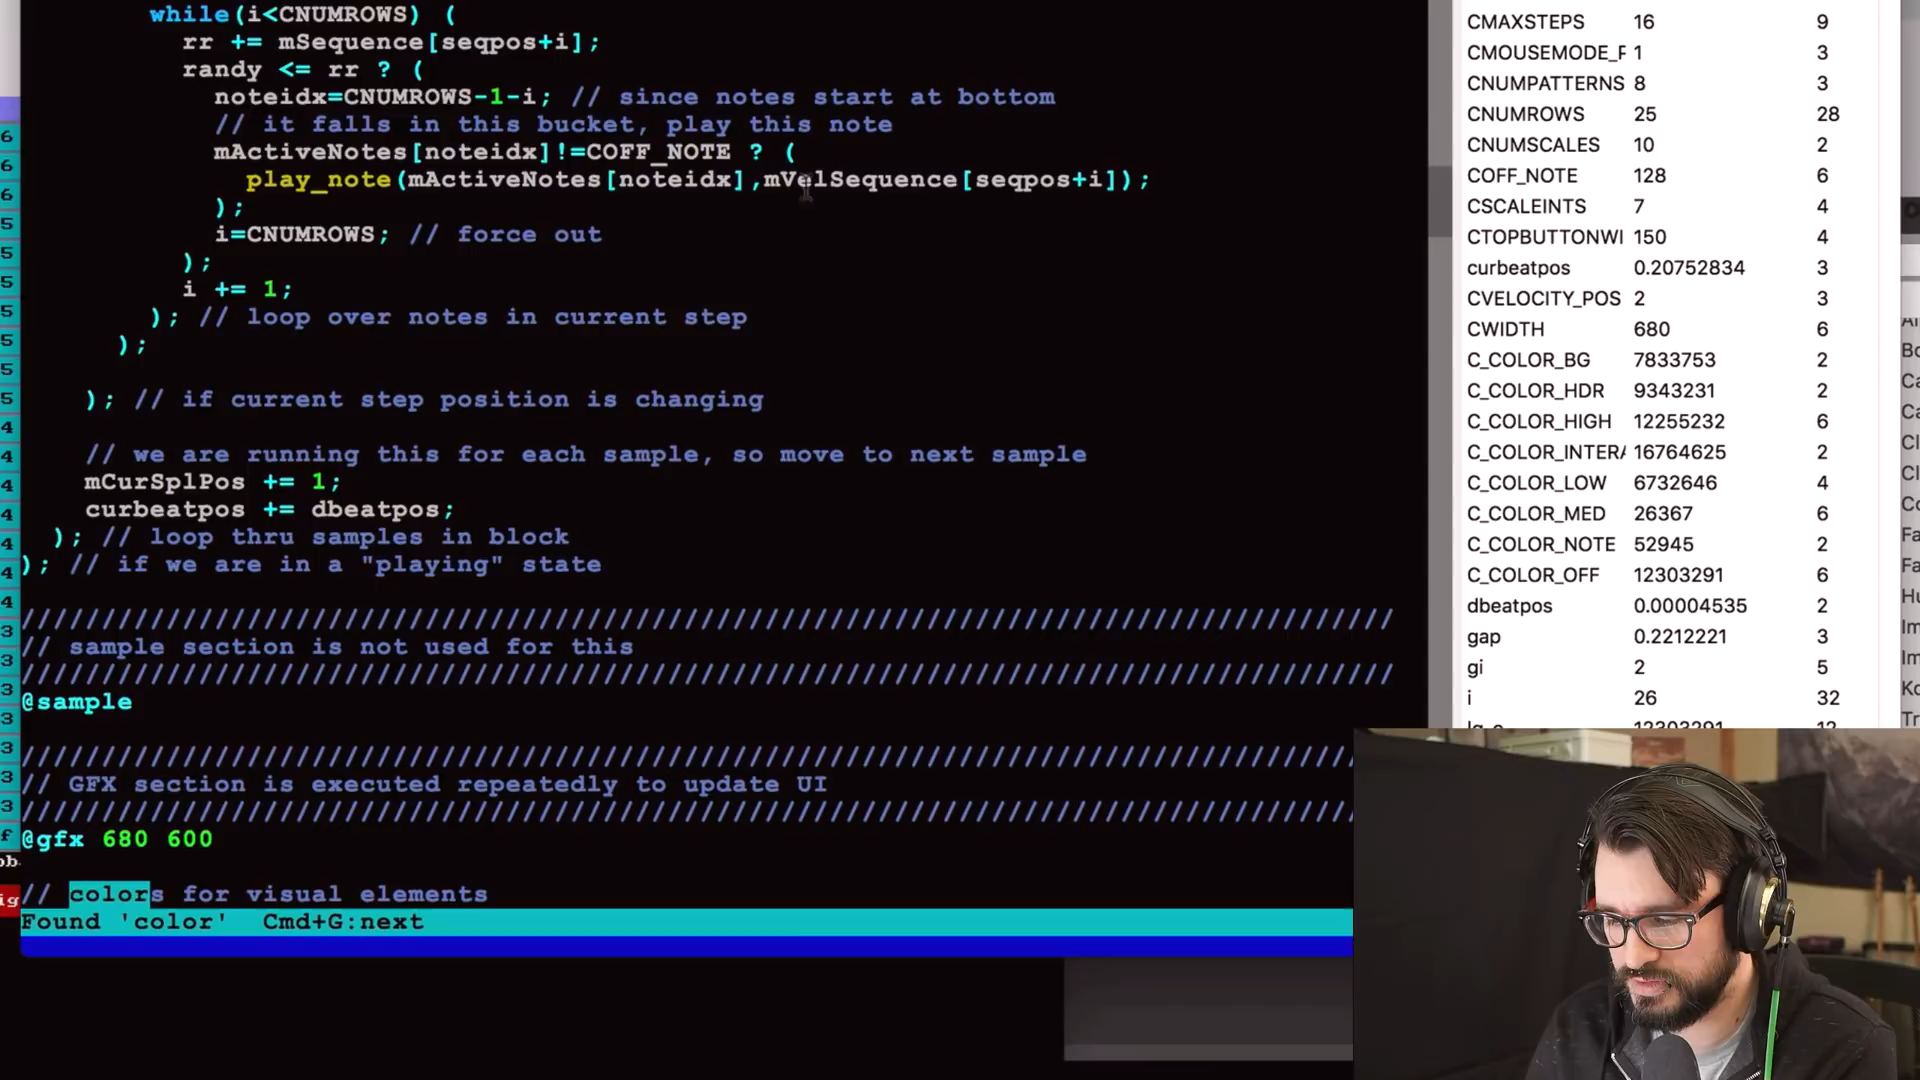 while(i<CNUMROWS) (
rr += mSequence[seqpos+i];
randy <= rr ? (
noteidx=CNUMROWS-1-i; // since notes start at bottom
// it falls in this bucket, play this note
mActiveNotes[noteidx]!=COFF_NOTE ? (
play_note(mActiveNotes[noteidx],mVelSequence[seqpos+i]);
);
i=CNUMROWS; // force out
);
i += 1;
); // loop over notes in current step
);
); // if current step position is changing
// we are running this for each sample, so move to next sample
mCurSplPos += 1;
curbeatpos += dbeatpos;
); // loop thru samples in block
); // if we are in a "playing" state
//////////////////////////////////////////////////////////////////////////////////////
// sample section is not used for this
//////////////////////////////////////////////////////////////////////////////////////
@sample
//////////////////////////////////////////////////////////////////////////////////
// GFX section is executed repeatedly to update UI
//////////////////////////////////////////////////////////////////////////////////
@gfx 680 600
// colors for visual elements
Found 'color' Cmd+G:next
CMAXSTEPS 16 9
CMOUSEMODE_F 1 3
CNUMPATTERNS 8 3
CNUMROWS 25 28
CNUMSCALES 10 2
COFF_NOTE 128 6
CSCALEINTS 7 4
CTOPBUTTONWI 150 4
curbeatpos 0.20752834 3
CVELOCITY_POS 2 3
CWIDTH 680 6
C_COLOR_BG 7833753 2
C_COLOR_HDR 9343231 2
C_COLOR_HIGH 12255232 6
C_COLOR_INTERA 16764625 2
C_COLOR_LOW 6732646 4
C_COLOR_MED 26367 6
C_COLOR_NOTE 52945 2
C_COLOR_OFF 12303291 6
dbeatpos 0.00004535 2
gap 0.2212221 3
gi 2 5
i 26 32